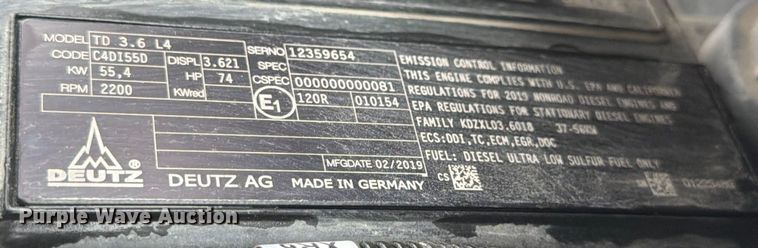 MODEL TD 3.6 L4
SERNO 12359654
CODE C4DI55D DISPL 3.621
SPEC
KW 55,4 HP 74
CSPEC 000000000081
RPM 2200 KWred
E1 120R 010154
EMISSION CONTROL INFORMATION
THIS ENGINE COMPLIES WITH U.S. EPA AND CALIFORNIA
REGULATIONS FOR 2019 NONROAD DIESEL ENGINES AND
EPA REGULATIONS FOR STATIONARY DIESEL ENGINES
FAMILY KDZXL03.6018 37-56KW
ECS:DDI,TC,ECM,EGR,DOC
FUEL: DIESEL ULTRA LOW SULFUR FUEL ONLY
MFGDATE 02/2019
CS
DEUTZ
DEUTZ AG MADE IN GERMANY
Purple Wave Auction